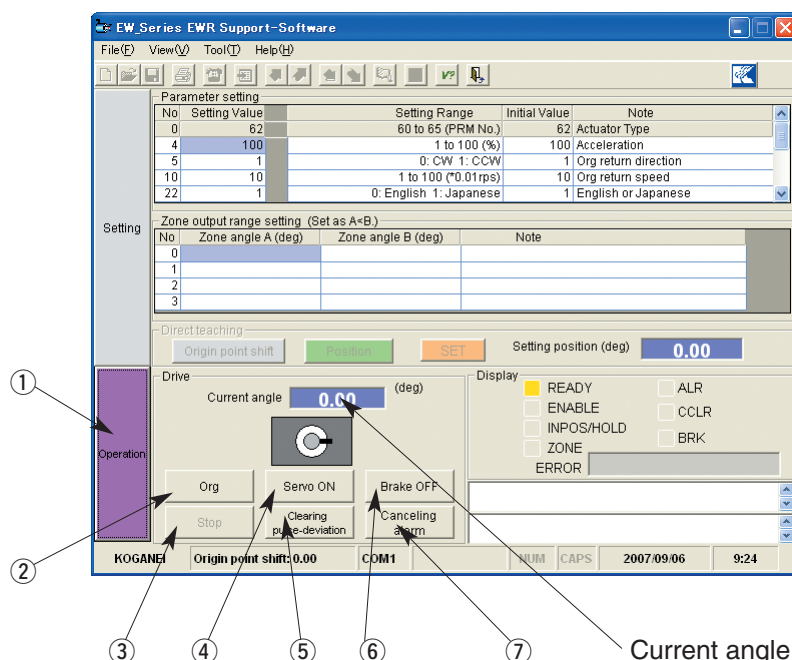 EW_Series EWR Support-Software
File(F) View(V) Tool(T) Help(H)
V?
Parameter setting
No Setting Value Setting Range Initial Value Note
0 62 60 to 65 (PRM No.) 62 Actuator Type
4 100 1 to 100 (%) 100 Acceleration
5 1 0: CW 1: CCW 1 Org return direction
10 10 1 to 100 (*0.01rps) 10 Org return speed
22 1 0: English 1: Japanese 1 English or Japanese
Setting
Zone output range setting (Set as A<B.)
No Zone angle A (deg) Zone angle B (deg) Note
0
1
2
3
Direct teaching
Origin point shift Position SET Setting position (deg) 0.00
① Drive Display
Current angle 0.00 (deg)
READY ALR
ENABLE CCLR
INPOS/HOLD BRK
ZONE
ERROR
Operation
Org Servo ON Brake OFF
Stop Clearing pulse-deviation Canceling alarm
KOGANEI Origin point shift: 0.00 COM1 NUM CAPS 2007/09/06 9:24
②
③ ④ ⑤ ⑥ ⑦ Current angle